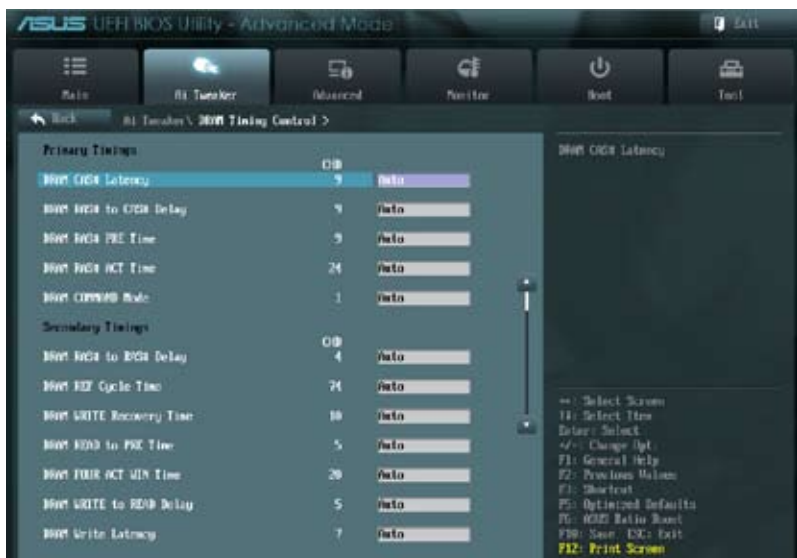 ASUS UEFI BIOS Utility - Advanced Mode
Exit
Main
Ai Tweaker
Advanced
Monitor
Boot
Tool
Back
Ai Tweaker\ DRAM Timing Control >
Primary Timings
CHB
DRAM CAS# Latency 9 Auto
DRAM RAS# to CAS# Delay 9 Auto
DRAM RAS# PRE Time 9 Auto
DRAM RAS# ACT Time 24 Auto
DRAM COMMAND Mode 1 Auto
Secondary Timings
CHB
DRAM RAS# to RAS# Delay 4 Auto
DRAM REF Cycle Time 74 Auto
DRAM WRITE Recovery Time 10 Auto
DRAM READ to PRE Time 5 Auto
DRAM FOUR ACT WIN Time 20 Auto
DRAM WRITE to READ Delay 5 Auto
DRAM Write Latency 7 Auto
DRAM CAS# Latency
: Select Screen
: Select Item
Enter: Select
+/-: Change Opt.
F1: General Help
F2: Previous Values
F3: Shortcut
F5: Optimized Defaults
F6: ASUS Ratio Boost
F10: Save ESC: Exit
F12: Print Screen